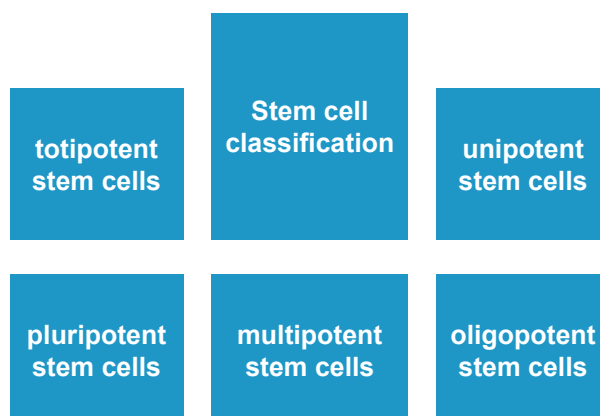 Stem cell
classification
totipotent
stem cells
unipotent
stem cells
pluripotent
stem cells
multipotent
stem cells
oligopotent
stem cells